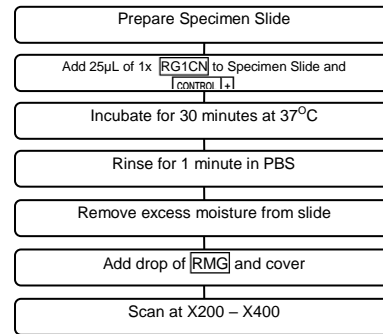 Prepare Specimen Slide
Add 25µL of 1x RG1CN to Specimen Slide and
CONTROL +
Incubate for 30 minutes at 37°C
Rinse for 1 minute in PBS
Remove excess moisture from slide
Add drop of RMG and cover
Scan at X200 – X400